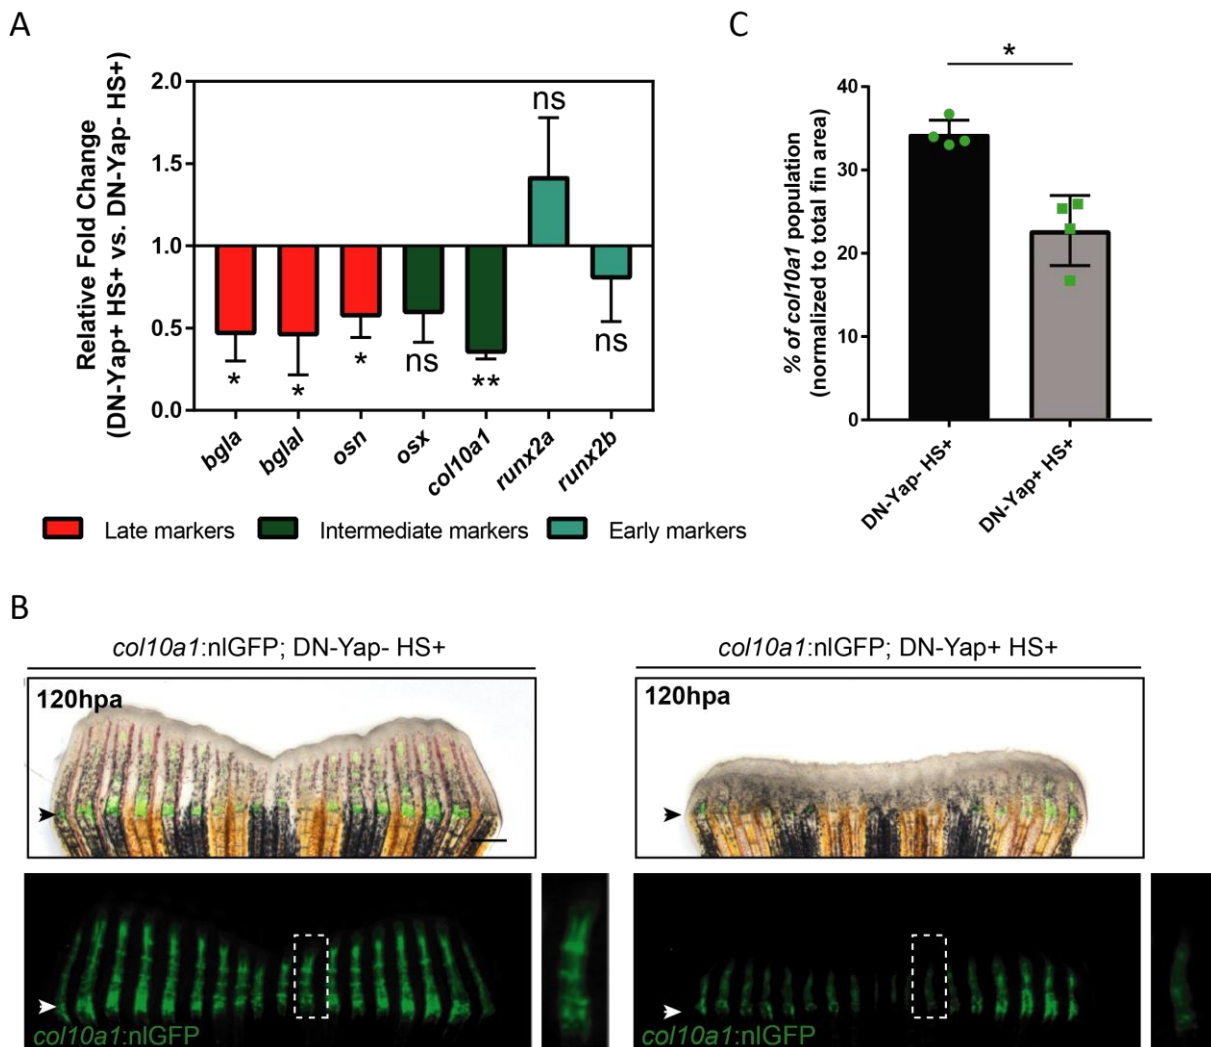 A
Relative Fold Change
(DN-Yap+ HS+ vs. DN-Yap- HS+)
2.0
1.5
1.0
0.5
0.0
ns
*
*
*
ns
**
ns
bgla
bglal
osn
osx
col10a1
runx2a
runx2b
Late markers
Intermediate markers
Early markers
C
% of col10a1 population
(normalized to total fin area)
40
30
20
10
0
*
DN-Yap- HS+
DN-Yap+ HS+
B
col10a1:nlGFP; DN-Yap- HS+
120hpa
col10a1:nlGFP
col10a1:nlGFP; DN-Yap+ HS+
120hpa
col10a1:nlGFP